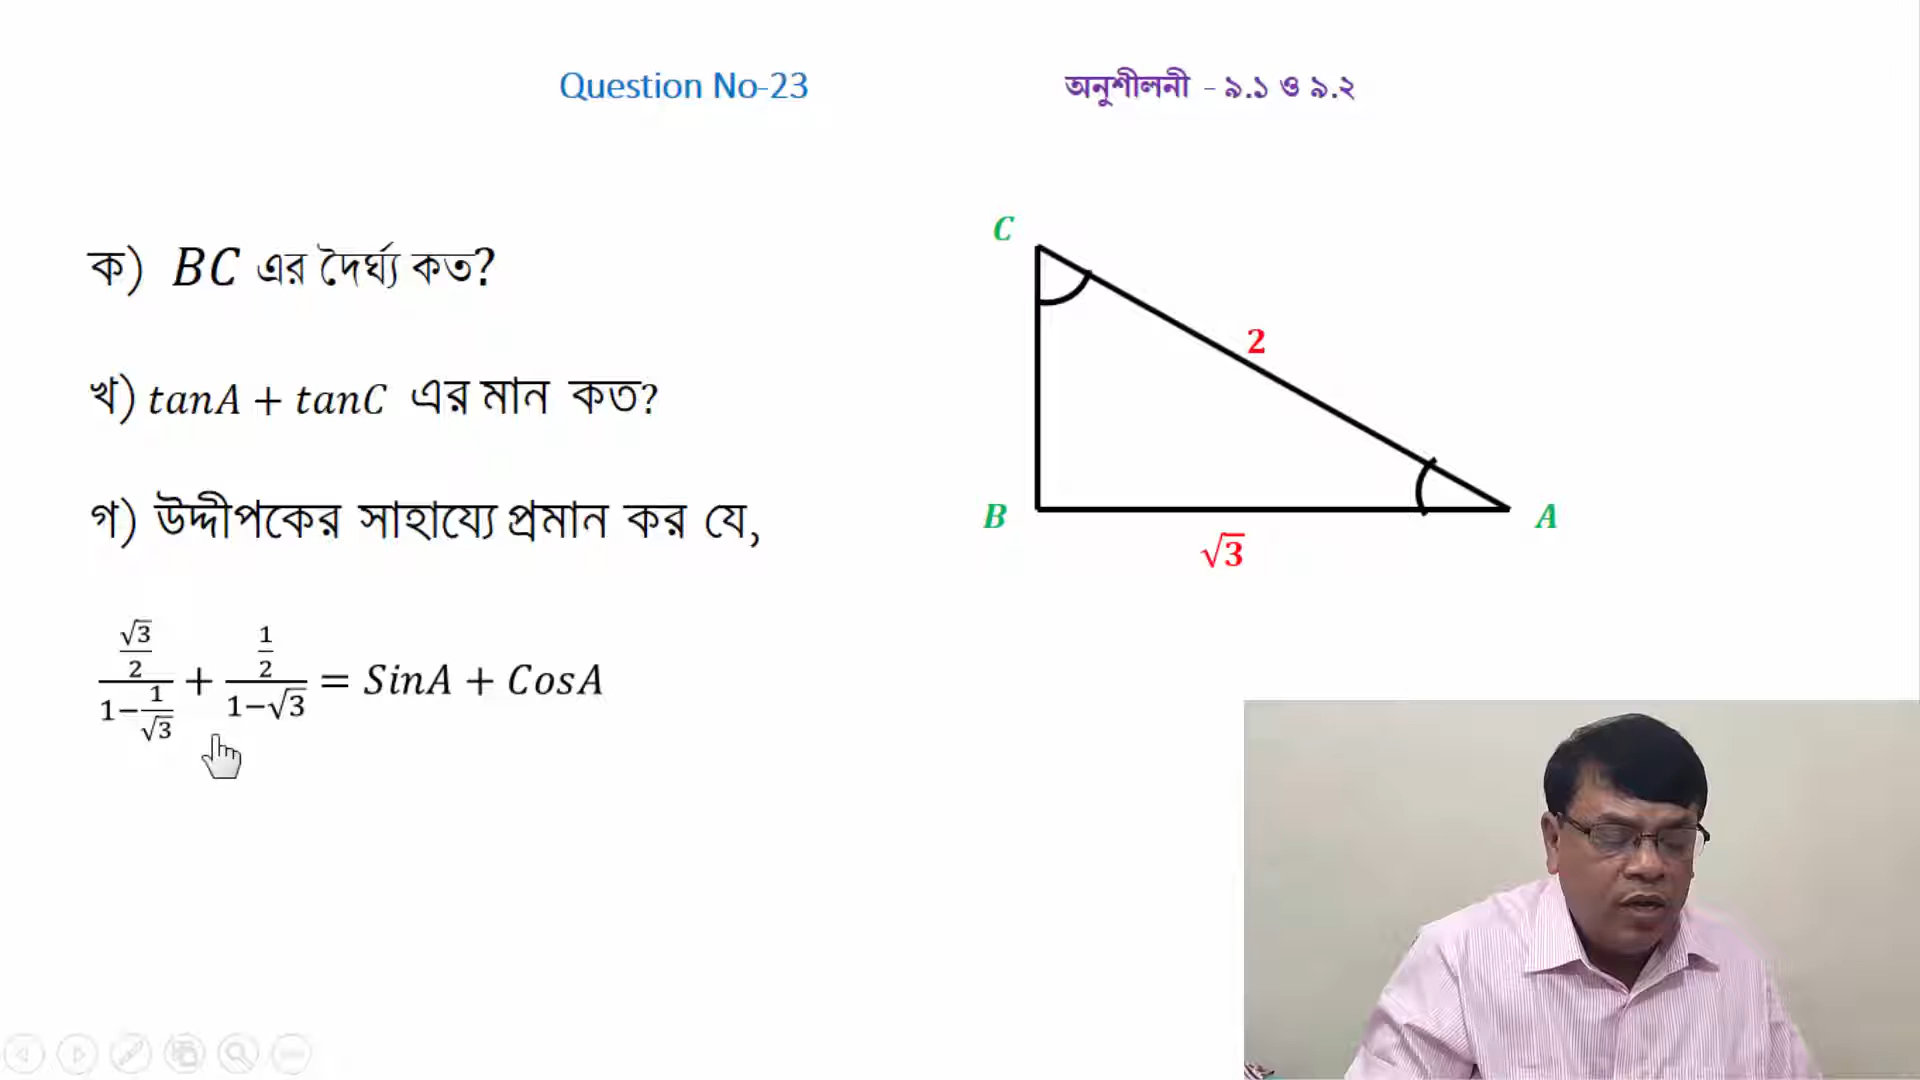 Question No-23
অনুশীলনী - ৯.১ ও ৯.২
ক) BC এর দৈর্ঘ্য কত?
খ) tanA + tanC এর মান কত?
গ) উদ্দীপকের সাহায্যে প্রমান কর যে,
(√3/2)/(1−1/√3) + (1/2)/(1−√3) = SinA + CosA
C
2
B
A
√3